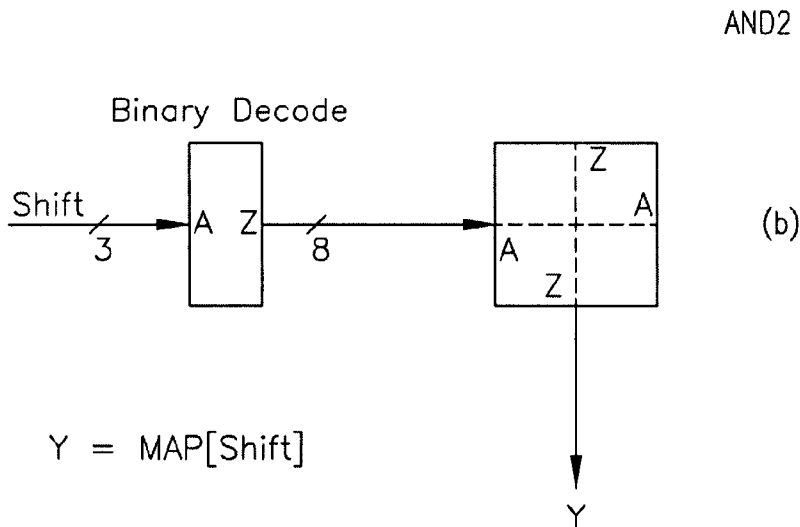 AND2
Binary Decode
Shift
3
A
Z
8
Z
A
A
Z
(b)
Y = MAP[Shift]
Y